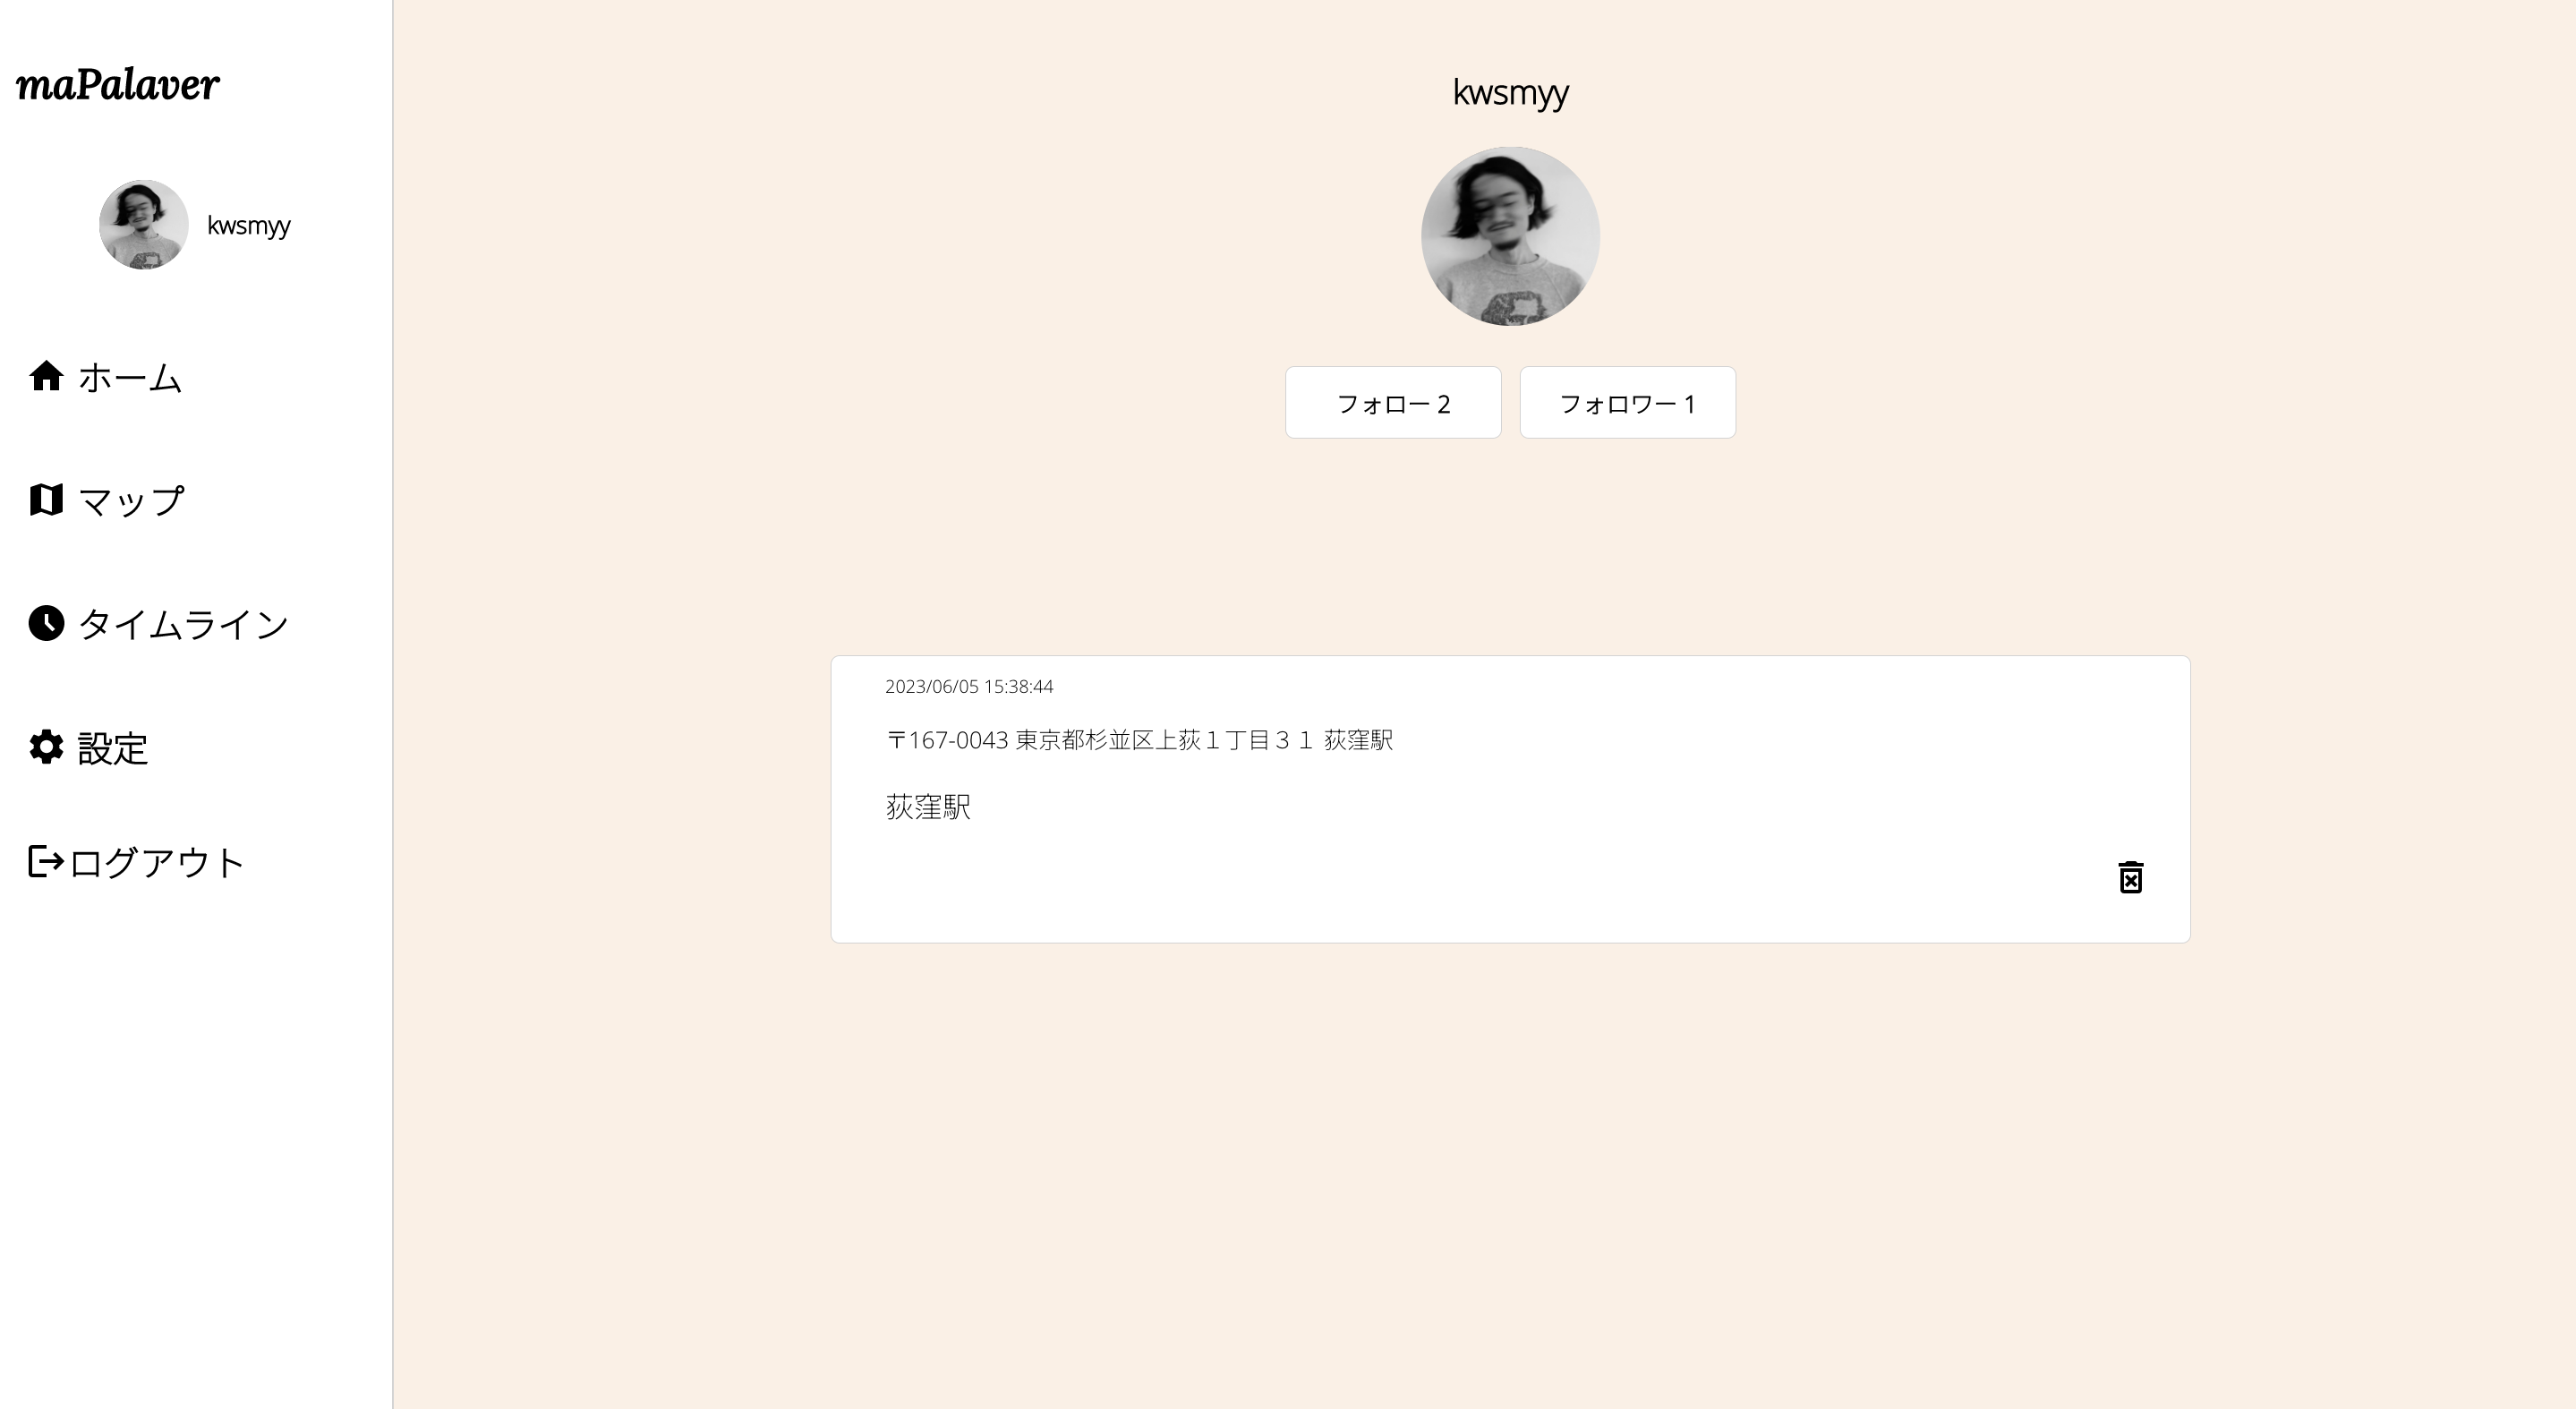 maPalaver
kwsmyy
ホーム
マップ
タイムライン
設定
ログアウト
kwsmyy
フォロー 2
フォロワー 1
2023/06/05 15:38:44
〒167-0043 東京都杉並区上荻１丁目３１ 荻窪駅
荻窪駅